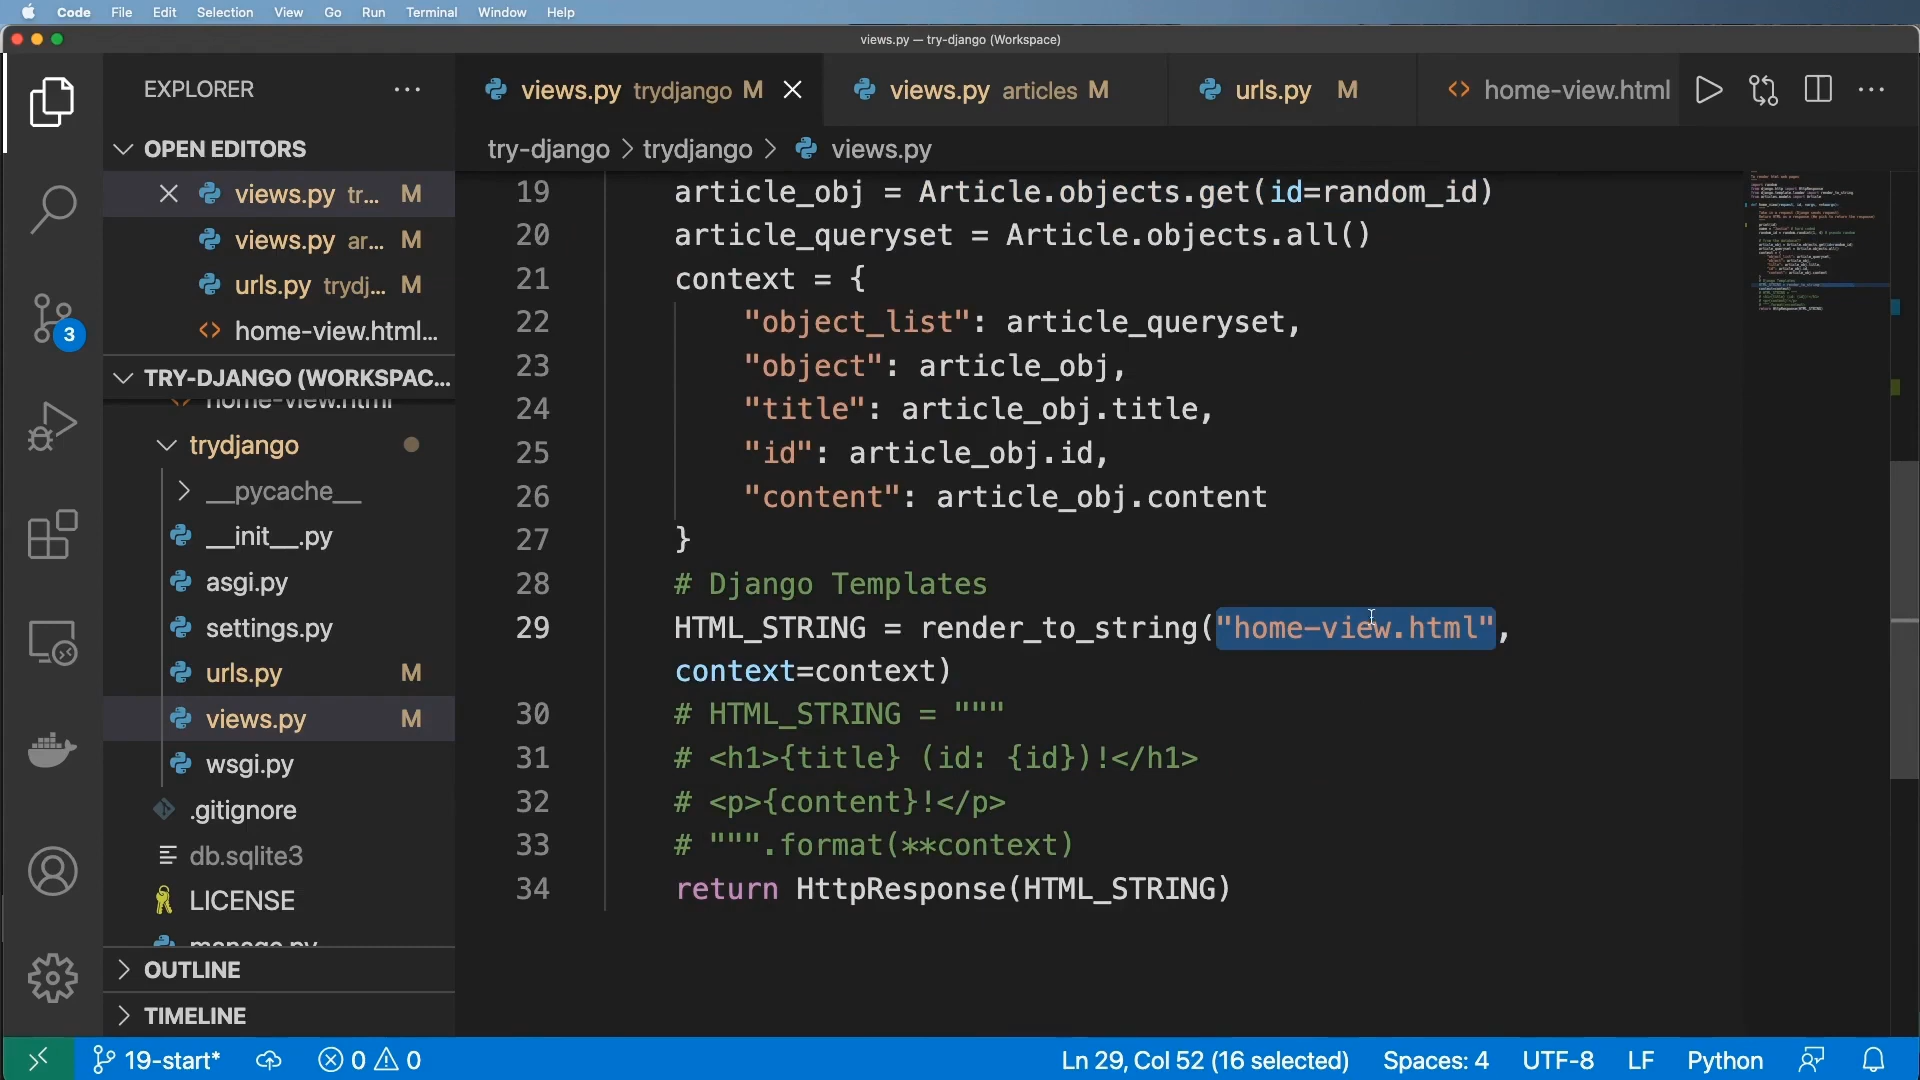 Code File Edit Selection View Go Run Terminal Window Help
views.py — try-django (Workspace)
EXPLORER
views.py trydjango M
views.py articles M
urls.py M
home-view.html
OPEN EDITORS
views.py tr... M
views.py ar... M
urls.py trydj... M
home-view.html...
TRY-DJANGO (WORKSPAC...
home-view.html
trydjango
__pycache__
__init__.py
asgi.py
settings.py
urls.py M
views.py M
wsgi.py
.gitignore
db.sqlite3
LICENSE
manage.py
OUTLINE
TIMELINE
3
try-django > trydjango > views.py
19 article_obj = Article.objects.get(id=random_id)
20 article_queryset = Article.objects.all()
21 context = {
22 "object_list": article_queryset,
23 "object": article_obj,
24 "title": article_obj.title,
25 "id": article_obj.id,
26 "content": article_obj.content
27 }
28 # Django Templates
29 HTML_STRING = render_to_string("home-view.html",
context=context)
30 # HTML_STRING = """
31 # <h1>{title} (id: {id})!</h1>
32 # <p>{content}!</p>
33 # """.format(**context)
34 return HttpResponse(HTML_STRING)
19-start* 0 0 Ln 29, Col 52 (16 selected) Spaces: 4 UTF-8 LF Python